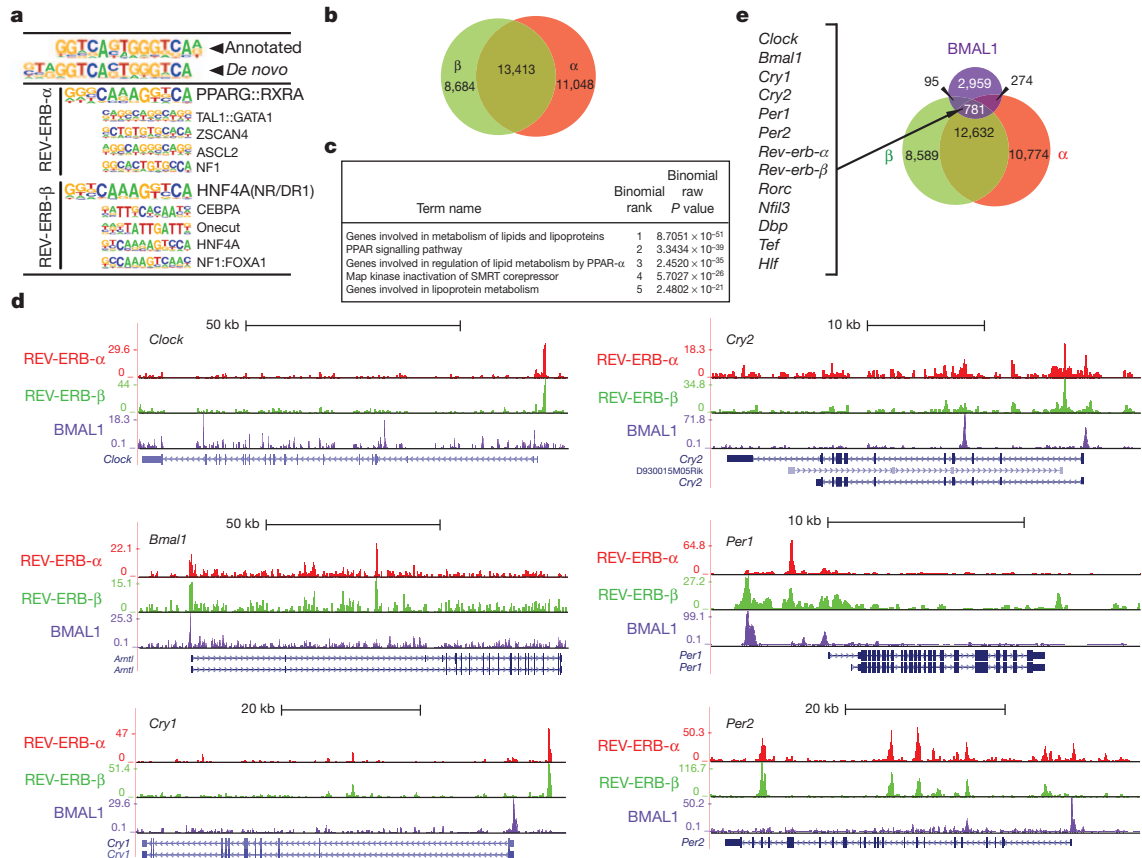 a
GGTCAGTGGGTCAA ◄Annotated
GTAGGTCACTGGGTCA ◄De novo
REV-ERB-α
GGGCAAAGGTCA PPARG::RXRA
TAL1::GATA1
GCTGTGTGCACA ZSCAN4
ASCL2
GGCACTGTGCCA NF1
REV-ERB-β
HNF4A(NR/DR1)
CEBPA
Onecut
HNF4A
NF1:FOXA1
b
β
8,684
13,413
α
11,048
c
Term name
Binomial rank
Binomial raw P value
Genes involved in metabolism of lipids and lipoproteins 1 8.7051 × 10⁻⁵¹
PPAR signalling pathway 2 3.3434 × 10⁻³⁹
Genes involved in regulation of lipid metabolism by PPAR-α 3 2.4520 × 10⁻³⁵
Map kinase inactivation of SMRT corepressor 4 5.7027 × 10⁻²⁶
Genes involved in lipoprotein metabolism 5 2.4802 × 10⁻²¹
e
Clock
Bmal1
Cry1
Cry2
Per1
Per2
Rev-erb-α
Rev-erb-β
Rorc
Nfil3
Dbp
Tef
Hlf
BMAL1
95
2,959
274
781
12,632
β
8,589
10,774
α
d
50 kb
Clock
REV-ERB-α
29.6
0
REV-ERB-β
44
0
BMAL1
18.3
0.1
Clock
10 kb
Cry2
REV-ERB-α
18.3
0
REV-ERB-β
34.8
0
BMAL1
71.8
0.1
Cry2
D930015M05Rik
Cry2
50 kb
Bmal1
REV-ERB-α
22.1
0
REV-ERB-β
15.1
0
BMAL1
25.3
0.1
Arntl
Arntl
10 kb
Per1
REV-ERB-α
64.8
0
REV-ERB-β
27.2
0
BMAL1
99.1
0.1
Per1
Per1
20 kb
Cry1
REV-ERB-α
47
0
REV-ERB-β
51.4
0
BMAL1
29.6
0.1
Cry1
Cry1
20 kb
Per2
REV-ERB-α
50.3
0
REV-ERB-β
116.7
0
BMAL1
50.2
0.1
Per2